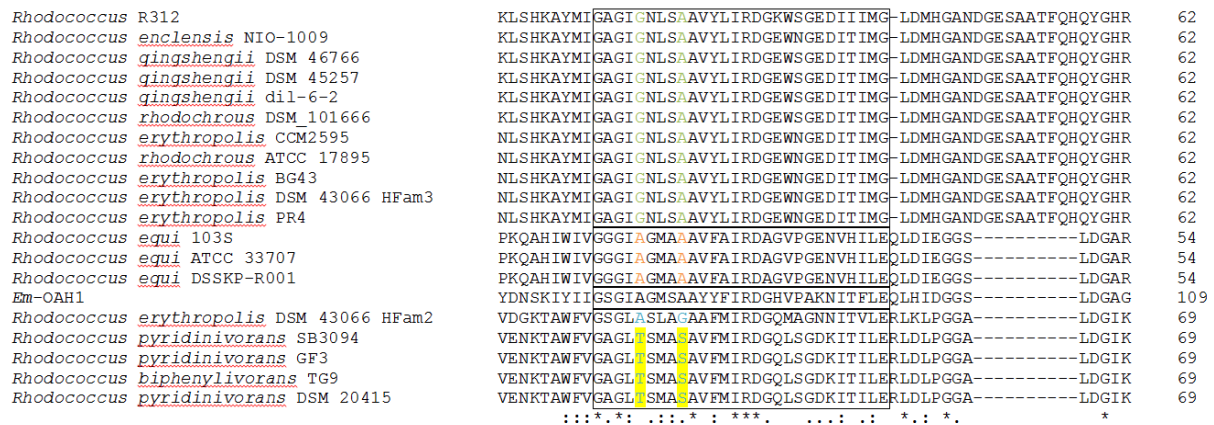 Rhodococcus R312 KLSHKAYMIGAGIGNLSAAVYLIRDGKWSGEDIIIMG-LDMHGANDGESAATFQHQYGHR 62
Rhodococcus enclensis NIO-1009 KLSHKAYMIGAGIGNLSAAVYLIRDGEWNGEDITIMG-LDMHGANDGESAATFQHQYGHR 62
Rhodococcus qingshengii DSM 46766 KLSHKAYMIGAGIGNLSAAVYLIRDGEWSGEDITIMG-LDMHGANDGESAATFQHQYGHR 62
Rhodococcus qingshengii DSM 45257 KLSHKAYMIGAGIGNLSAAVYLIRDGEWSGEDITIMG-LDMHGANDGESAATFQHQYGHR 62
Rhodococcus qingshengii dil-6-2 KLSHKAYMIGAGIGNLSAAVYLIRDGEWSGEDITIMG-LDMHGANDGESAATFQHQYGHR 62
Rhodococcus rhodochrous DSM_101666 KLSHKAYMIGAGIGNLSAAVYLIRDGEWSGEDITIMG-LDMHGANDGESAATFQHQYGHR 62
Rhodococcus erythropolis CCM2595 NLSHKAYMIGAGIGNLSAAVYLIRDGEWNGEDITIMG-LDMHGANDGESAATFQHQYGHR 62
Rhodococcus rhodochrous ATCC 17895 NLSHKAYMIGAGIGNLSAAVYLIRDGEWNGEDITIMG-LDMHGANDGESAATFQHQYGHR 62
Rhodococcus erythropolis BG43 NLSHKAYMIGAGIGNLSAAVYLIRDGEWNGEDITIMG-LDMHGANDGESAATFQHQYGHR 62
Rhodococcus erythropolis DSM 43066 HFam3 NLSHKAYMIGAGIGNLSAAVYLIRDGEWNGEDITIMG-LDMHGANDGESAATFQHQYGHR 62
Rhodococcus erythropolis PR4 NLSHKAYMIGAGIGNLSAAVYLIRDGEWNGEDITIMG-LDMHGANDGESAATFQHQYGHR 62
Rhodococcus equi 103S PKQAHIWIVGGGIAGMAAAVFAIRDAGVPGENVHILEQLDIEGGS----------LDGAR 54
Rhodococcus equi ATCC 33707 PKQAHIWIVGGGIAGMAAAVFAIRDAGVPGENVHILEQLDIEGGS----------LDGAR 54
Rhodococcus equi DSSKP-R001 PKQAHIWIVGGGIAGMAAAVFAIRDAGVPGENVHILEQLDIEGGS----------LDGAR 54
Em-OAH1 YDNSKIYIIGSGIAGMSAAYYFIRDGHVPAKNITFLEQLHIDGGS----------LDGAG 109
Rhodococcus erythropolis DSM 43066 HFam2 VDGKTAWFVGSGLASLAGAAFMIRDGQMAGNNITVLERLKLPGGA----------LDGIK 69
Rhodococcus pyridinivorans SB3094 VENKTAWFVGAGLTSMASAVFMIRDGQLSGDKITILERLDLPGGA----------LDGIK 69
Rhodococcus pyridinivorans GF3 VENKTAWFVGAGLTSMASAVFMIRDGQLSGDKITILERLDLPGGA----------LDGIK 69
Rhodococcus biphenylivorans TG9 VENKTAWFVGAGLTSMASAVFMIRDGQLSGDKITILERLDLPGGA----------LDGIK 69
Rhodococcus pyridinivorans DSM 20415 VENKTAWFVGAGLTSMASAVFMIRDGQLSGDKITILERLDLPGGA----------LDGIK 69
:::*.*: .::.* : ***. ..: .: *.: *. *